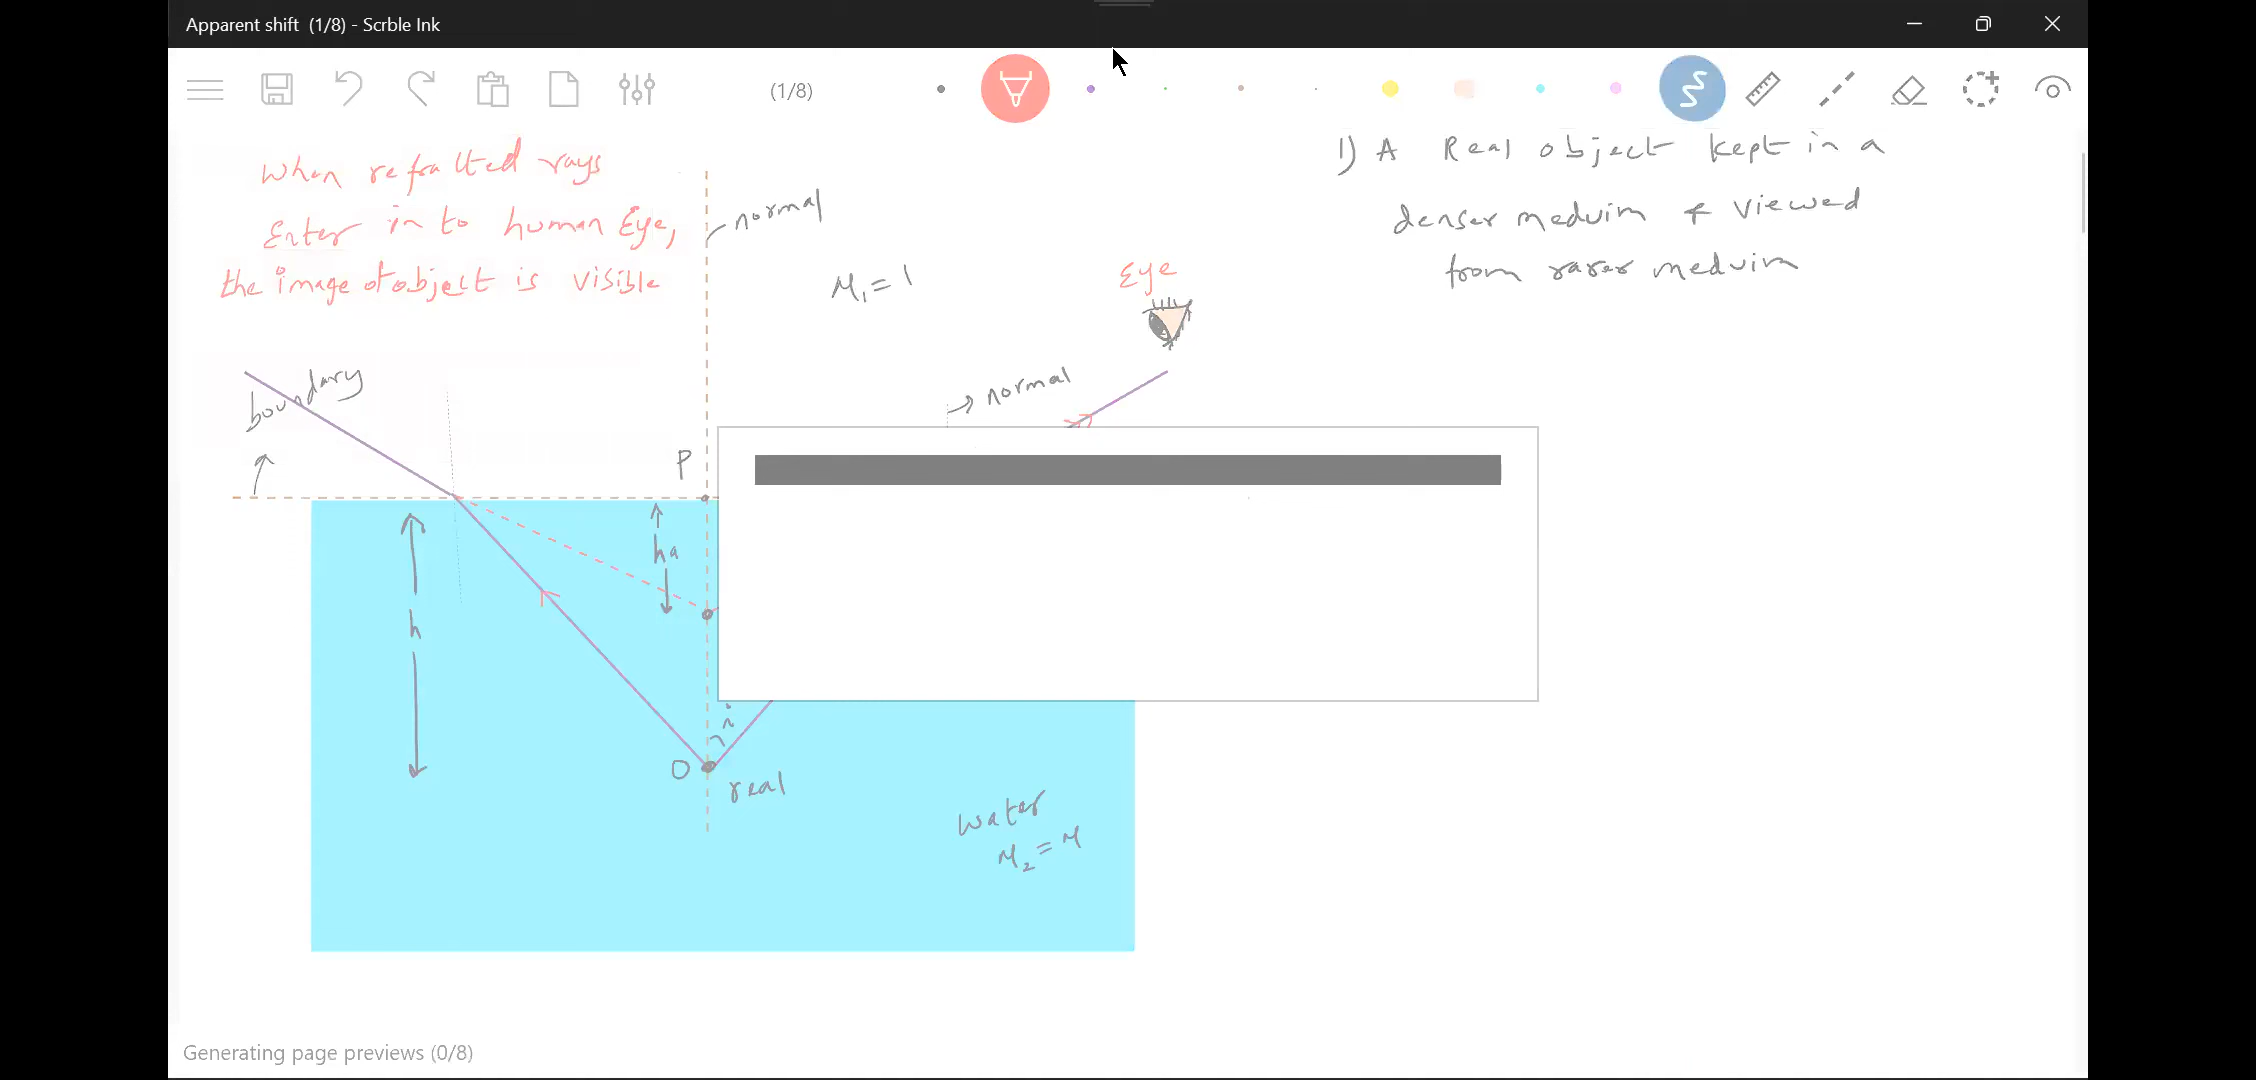 Apparent shift (1/8) - Scrble Ink
(1/8)
When refracted rays
Enter in to human Eye,
the image of object is visible
normal
μ₁ = 1
Eye
1) A Real object kept in a
denser meduim & viewed
from rarer meduim
boundary
normal
P
ha
h
i
O
real
water
μ₂ = μ
Generating page previews (0/8)